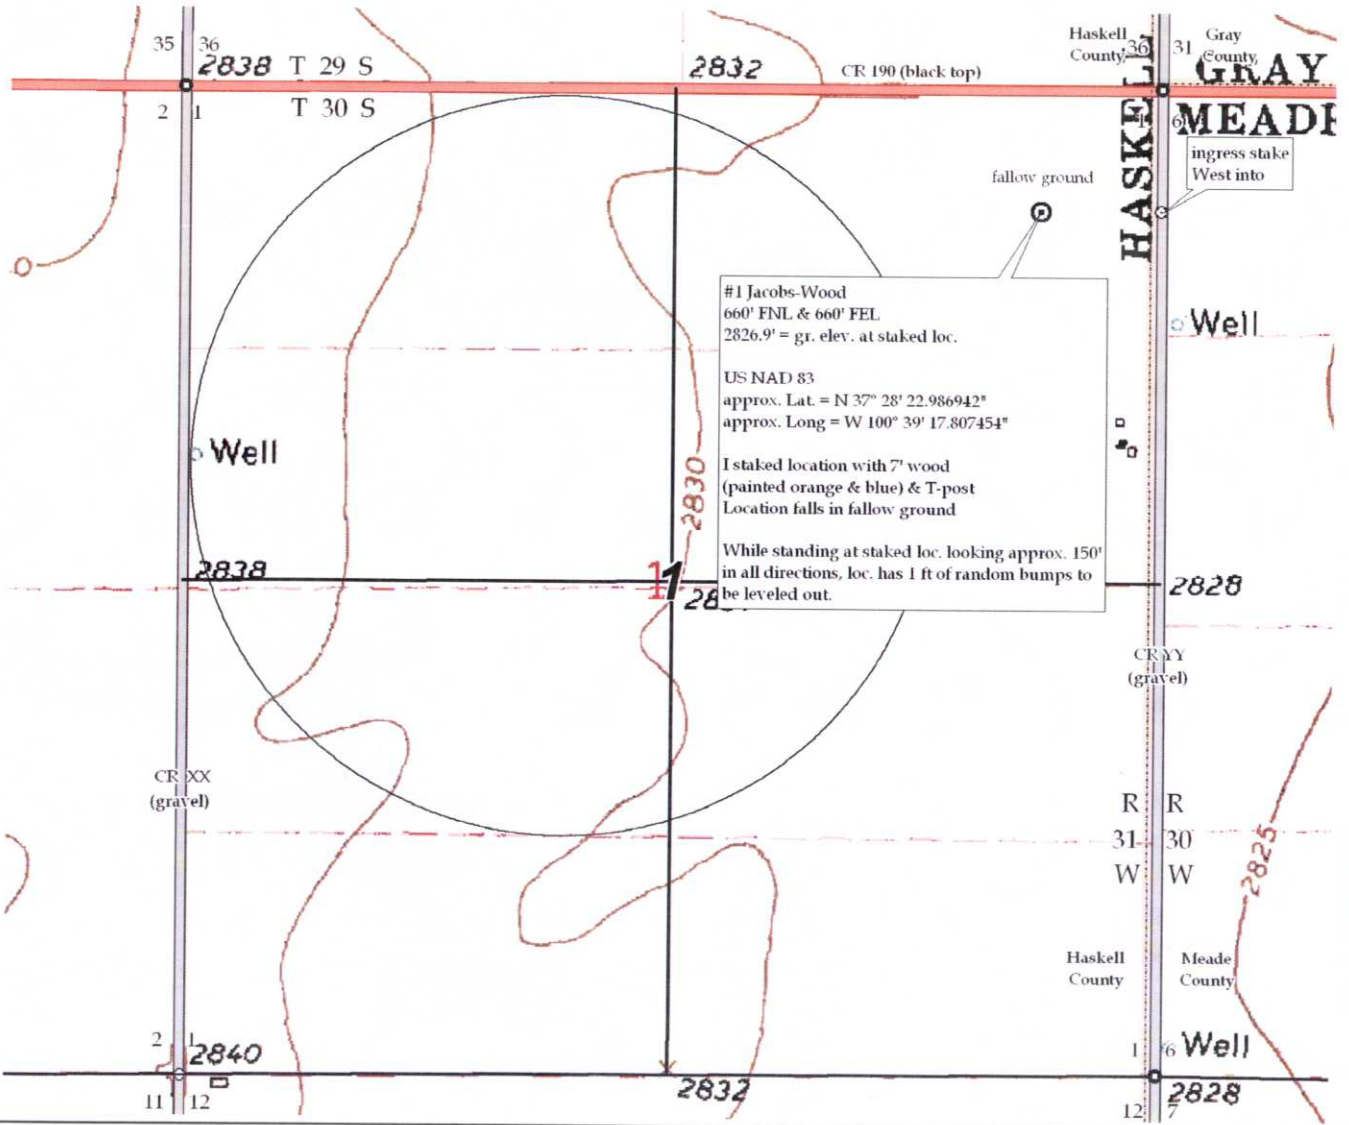 35 36
2838 T 29 S
2832
CR 190 (black top)
Haskell
County
36 31
Gray
County
GRAY
2 1
T 30 S
1 6
MEADE
HASKELL
ingress stake
West into
fallow ground
#1 Jacobs-Wood
660' FNL & 660' FEL
2826.9' = gr. elev. at staked loc.
US NAD 83
approx. Lat. = N 37° 28' 22.986942"
approx. Long = W 100° 39' 17.807454"
I staked location with 7' wood
(painted orange & blue) & T-post
Location falls in fallow ground
While standing at staked loc. looking approx. 150'
in all directions, loc. has 1 ft of random bumps to
be leveled out.
Well
Well
2830
2838
1 1
2828
CR YY
(gravel)
CR XX
(gravel)
R R
31 30
W W
2825
Haskell
County
Meade
County
2 1
2840
1 6 Well
11 12
2832
2828
12 7